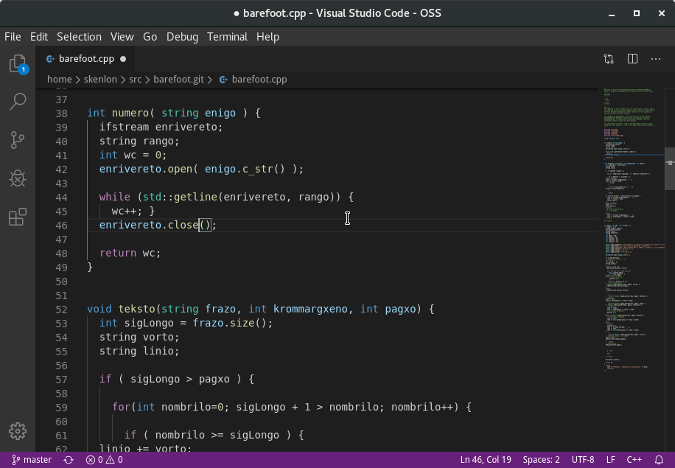 ● barefoot.cpp - Visual Studio Code - OSS
File Edit Selection View Go Debug Terminal Help
barefoot.cpp ●
1
home > skenlon > src > barefoot.git > barefoot.cpp
37
38 int numero( string enigo ) {
39   ifstream enrivereto;
40   string rango;
41   int wc = 0;
42   enrivereto.open( enigo.c_str() );
43
44   while (std::getline(enrivereto, rango)) {
45     wc++; }
46   enrivereto.close();
47
48   return wc;
49 }
50
51
52 void teksto(string frazo, int krommargxeno, int pagxo) {
53   int sigLongo = frazo.size();
54   string vorto;
55   string linio;
56
57   if ( sigLongo > pagxo ) {
58
59     for(int nombrilo=0; sigLongo + 1 > nombrilo; nombrilo++) {
60
61       if ( nombrilo >= sigLongo ) {
62   linio += vorto;
master 0 0 Ln 46, Col 19 Spaces: 2 UTF-8 LF C++